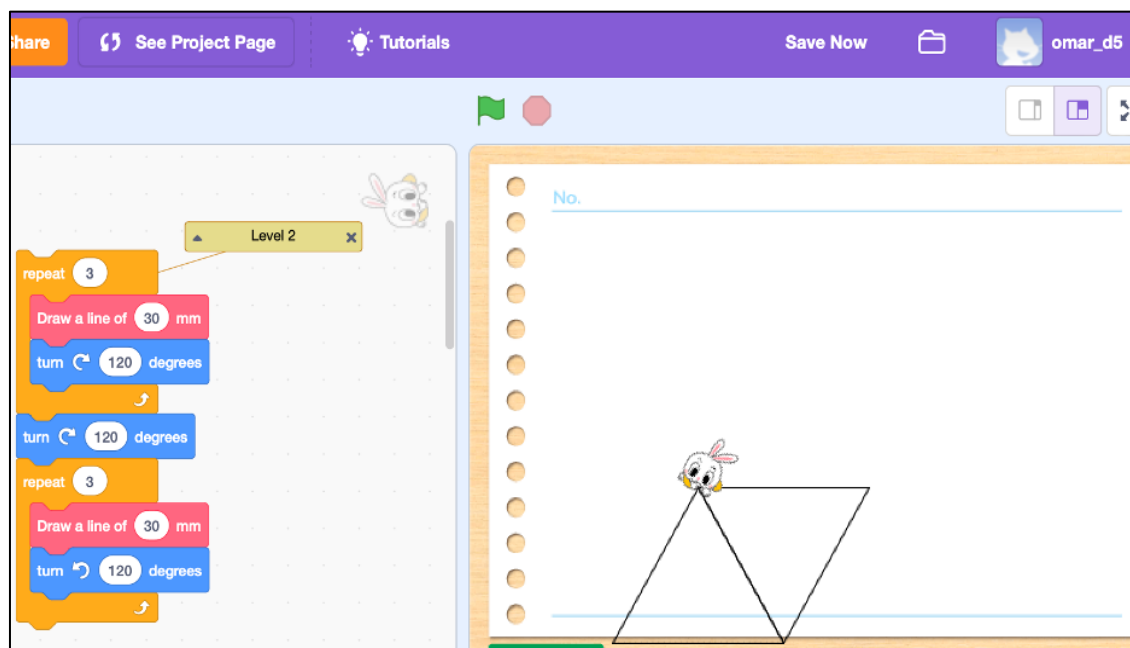 Share
See Project Page
Tutorials
Save Now
omar_d5
Level 2
repeat 3
Draw a line of 30 mm
turn 120 degrees
turn 120 degrees
repeat 3
Draw a line of 30 mm
turn 120 degrees
No.